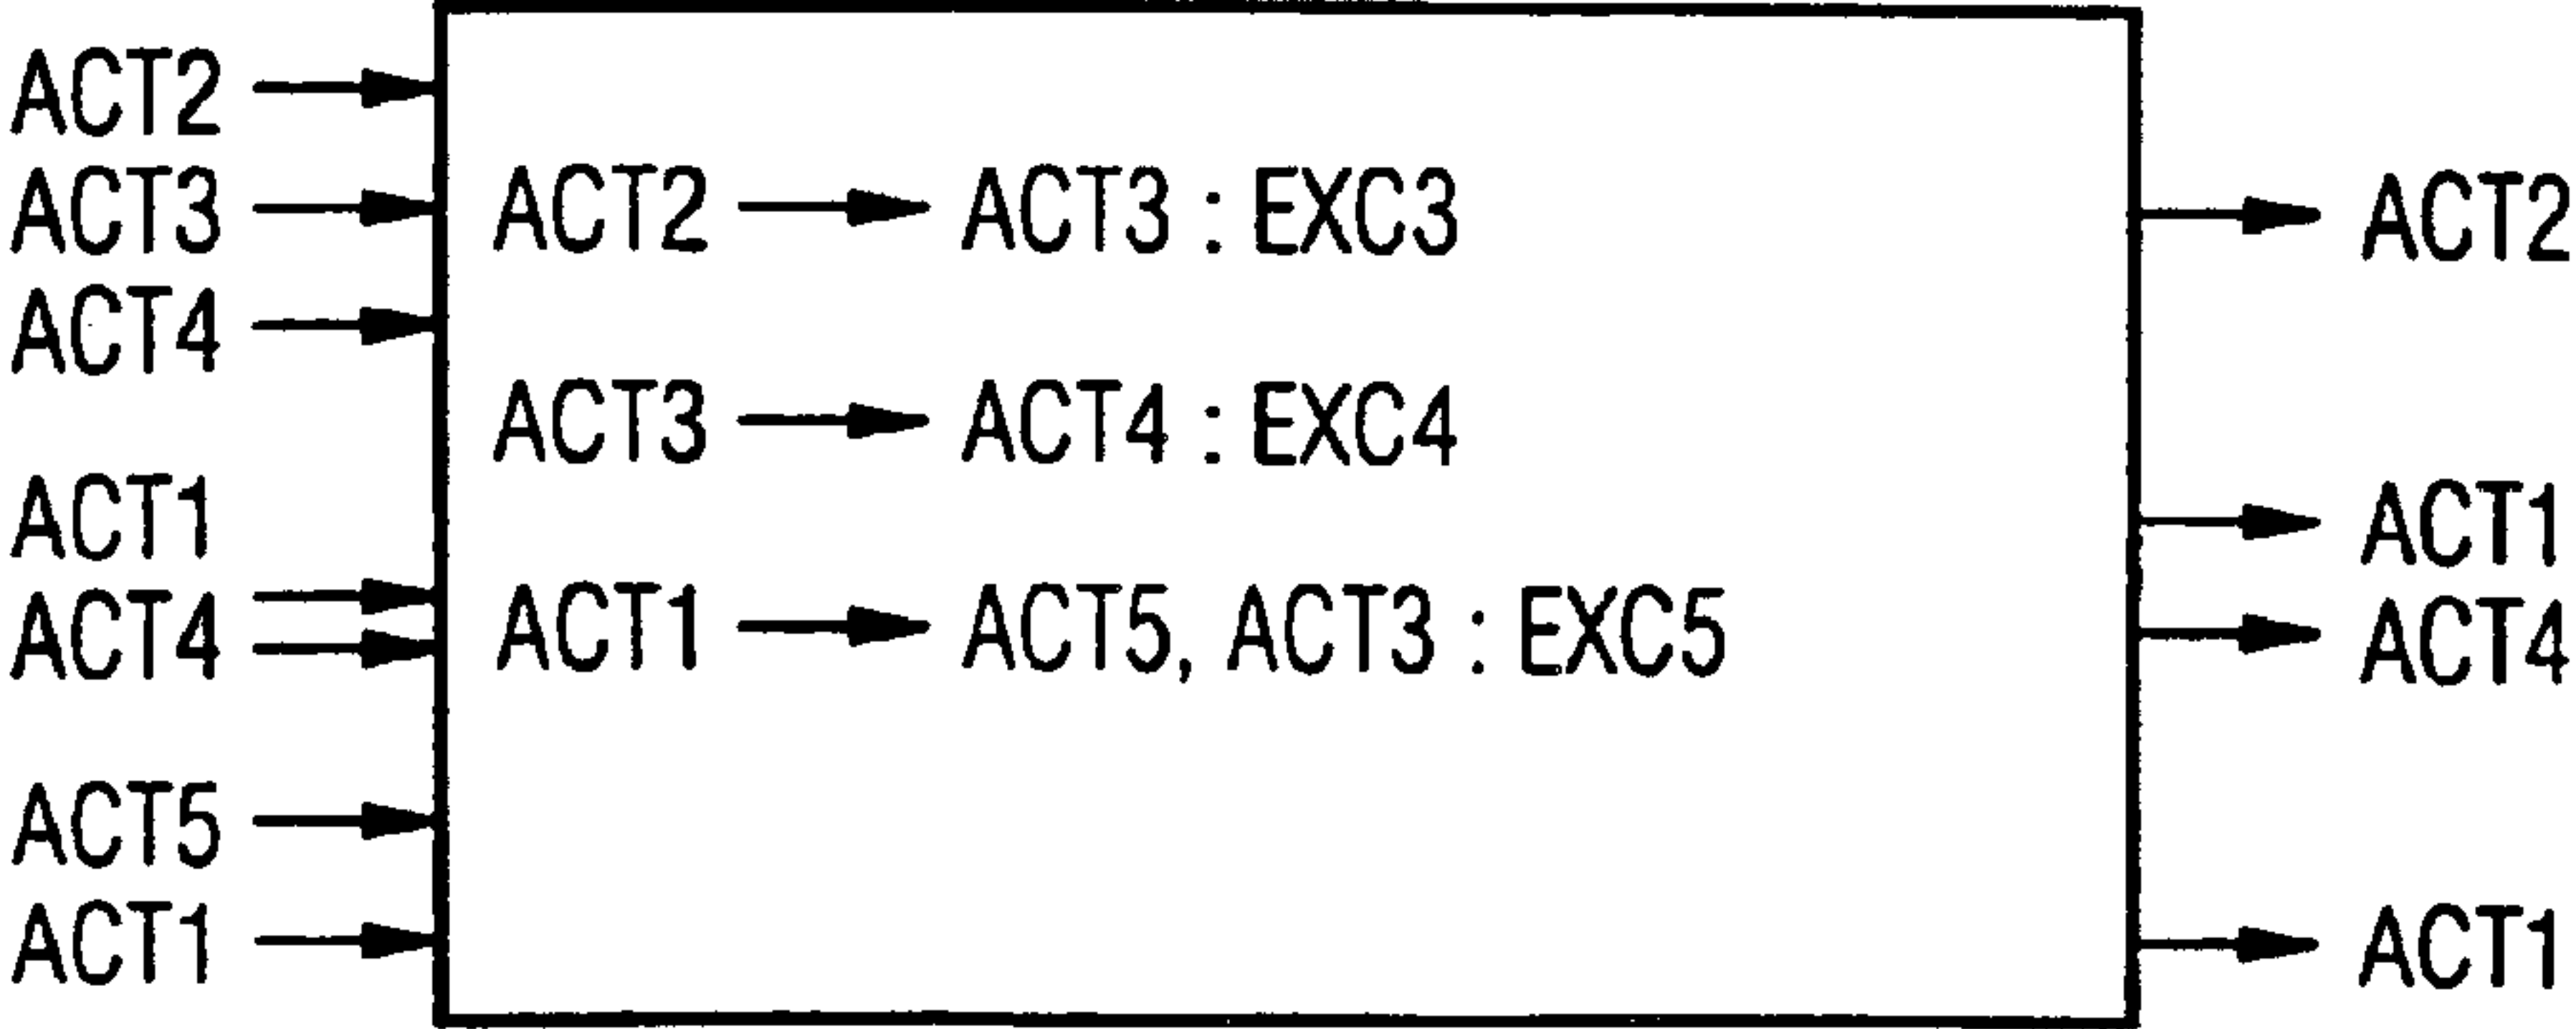 ACT2
ACT3
ACT4
ACT1
ACT4
ACT5
ACT1
ACT2 → ACT3 : EXC3
ACT3 → ACT4 : EXC4
ACT1 → ACT5, ACT3 : EXC5
ACT2
ACT1
ACT4
ACT1